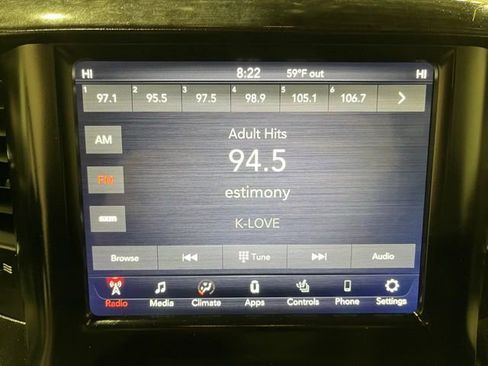 HI 8:22 59°F out HI
1 97.1 2 95.5 3 97.5 4 98.9 5 105.1 6 106.7
AM
Adult Hits
94.5
FM
estimony
sxm
K-LOVE
Browse Tune Audio
Radio Media Climate Apps Controls Phone Settings